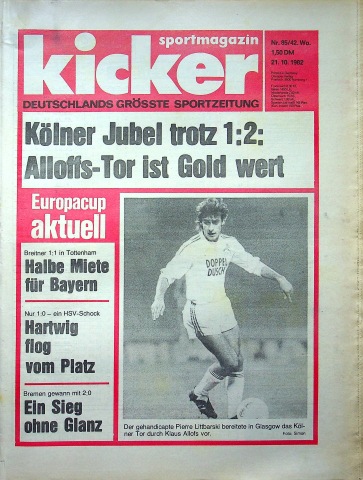 sportmagazin
kicker
DEUTSCHLANDS GRÖSSTE SPORTZEITUNG
Nr. 85/42. Wo.
1,50 DM
21. 10. 1982
Kölner Jubel trotz 1:2:
Alloffs-Tor ist Gold wert
Europacup
aktuell
Breitner 1:1 in Tottenham
Halbe Miete
für Bayern
Nur 1:0 – ein HSV-Schock
Hartwig
flog
vom Platz
Bremen gewann mit 2:0
Ein Sieg
ohne Glanz
DOPPEL
DUSCH
Der gehandicapte Pierre Littbarski bereitete in Glasgow das Köl-
ner Tor durch Klaus Allofs vor.
Foto: